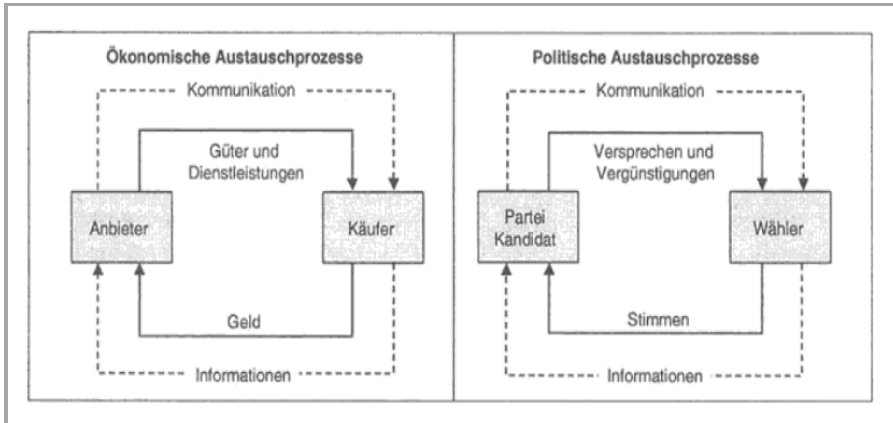 Ökonomische Austauschprozesse
Kommunikation
Güter und
Dienstleistungen
Anbieter
Käufer
Geld
Informationen
Politische Austauschprozesse
Kommunikation
Versprechen und
Vergünstigungen
Partei
Kandidat
Wähler
Stimmen
Informationen